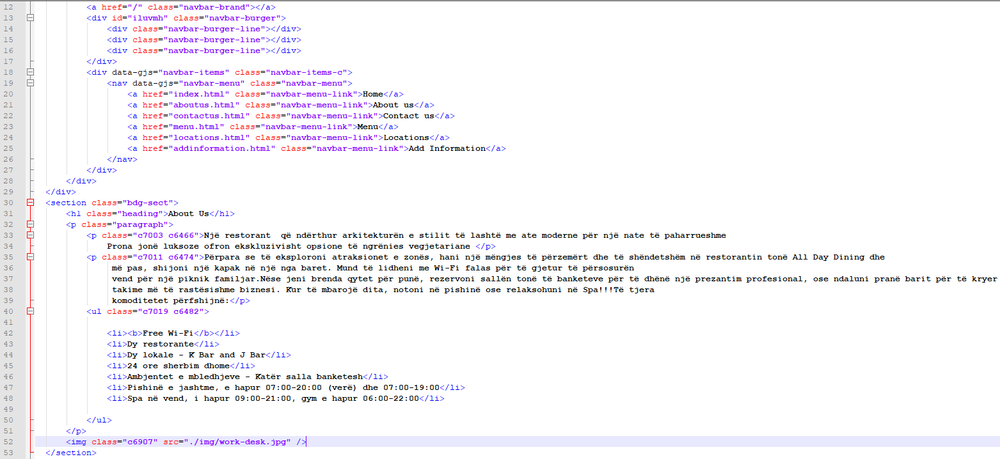 12 <a href="/" class="navbar-brand"></a>
13 <div id="iluvmh" class="navbar-burger">
14 <div class="navbar-burger-line"></div>
15 <div class="navbar-burger-line"></div>
16 <div class="navbar-burger-line"></div>
17 </div>
18 <div data-gjs="navbar-items" class="navbar-items-c">
19 <nav data-gjs="navbar-menu" class="navbar-menu">
20 <a href="index.html" class="navbar-menu-link">Home</a>
21 <a href="aboutus.html" class="navbar-menu-link">About us</a>
22 <a href="contactus.html" class="navbar-menu-link">Contact us</a>
23 <a href="menu.html" class="navbar-menu-link">Menu</a>
24 <a href="locations.html" class="navbar-menu-link">Locations</a>
25 <a href="addinformation.html" class="navbar-menu-link">Add Information</a>
26 </nav>
27 </div>
28 </div>
29 </div>
30 <section class="bdg-sect">
31 <h1 class="heading">About Us</h1>
32 <p class="paragraph">
33 <p class="c7003 c6466">Një restorant  që ndërthur arkitekturën e stilit të lashtë me ate moderne për një nate të paharrueshme
34 Prona jonë luksoze ofron ekskluzivisht opsione të ngrënies vegjetariane </p>
35 <p class="c7011 c6474">Përpara se të eksploroni atraksionet e zonës, hani një mëngjes të përzemërt dhe të shëndetshëm në restorantin tonë All Day Dining dhe
36 më pas, shijoni një kapak në një nga baret. Mund të lidheni me Wi-Fi falas për të gjetur të përsosurën
37 vend për një piknik familjar.Nëse jeni brenda qytet për punë, rezervoni sallën tonë të banketeve për të dhënë një prezantim profesional, ose ndaluni pranë barit për të kryer
38 takime më të rastësishme biznesi. Kur të mbarojë dita, notoni në pishinë ose relaksohuni në Spa!!!Të tjera
39 komoditetet përfshijnë:</p>
40 <ul class="c7019 c6482">
41
42 <li><b>Free Wi-Fi</b></li>
43 <li>Dy restorante</li>
44 <li>Dy lokale - K Bar and J Bar</li>
45 <li>24 ore sherbim dhome</li>
46 <li>Ambjentet e mbledhjeve - Katër salla banketesh</li>
47 <li>Pishinë e jashtme, e hapur 07:00-20:00 (verë) dhe 07:00-19:00</li>
48 <li>Spa në vend, i hapur 09:00-21:00, gym e hapur 06:00-22:00</li>
49
50 </ul>
51 </p>
52 <img class="c6907" src="./img/work-desk.jpg" />
53 </section>